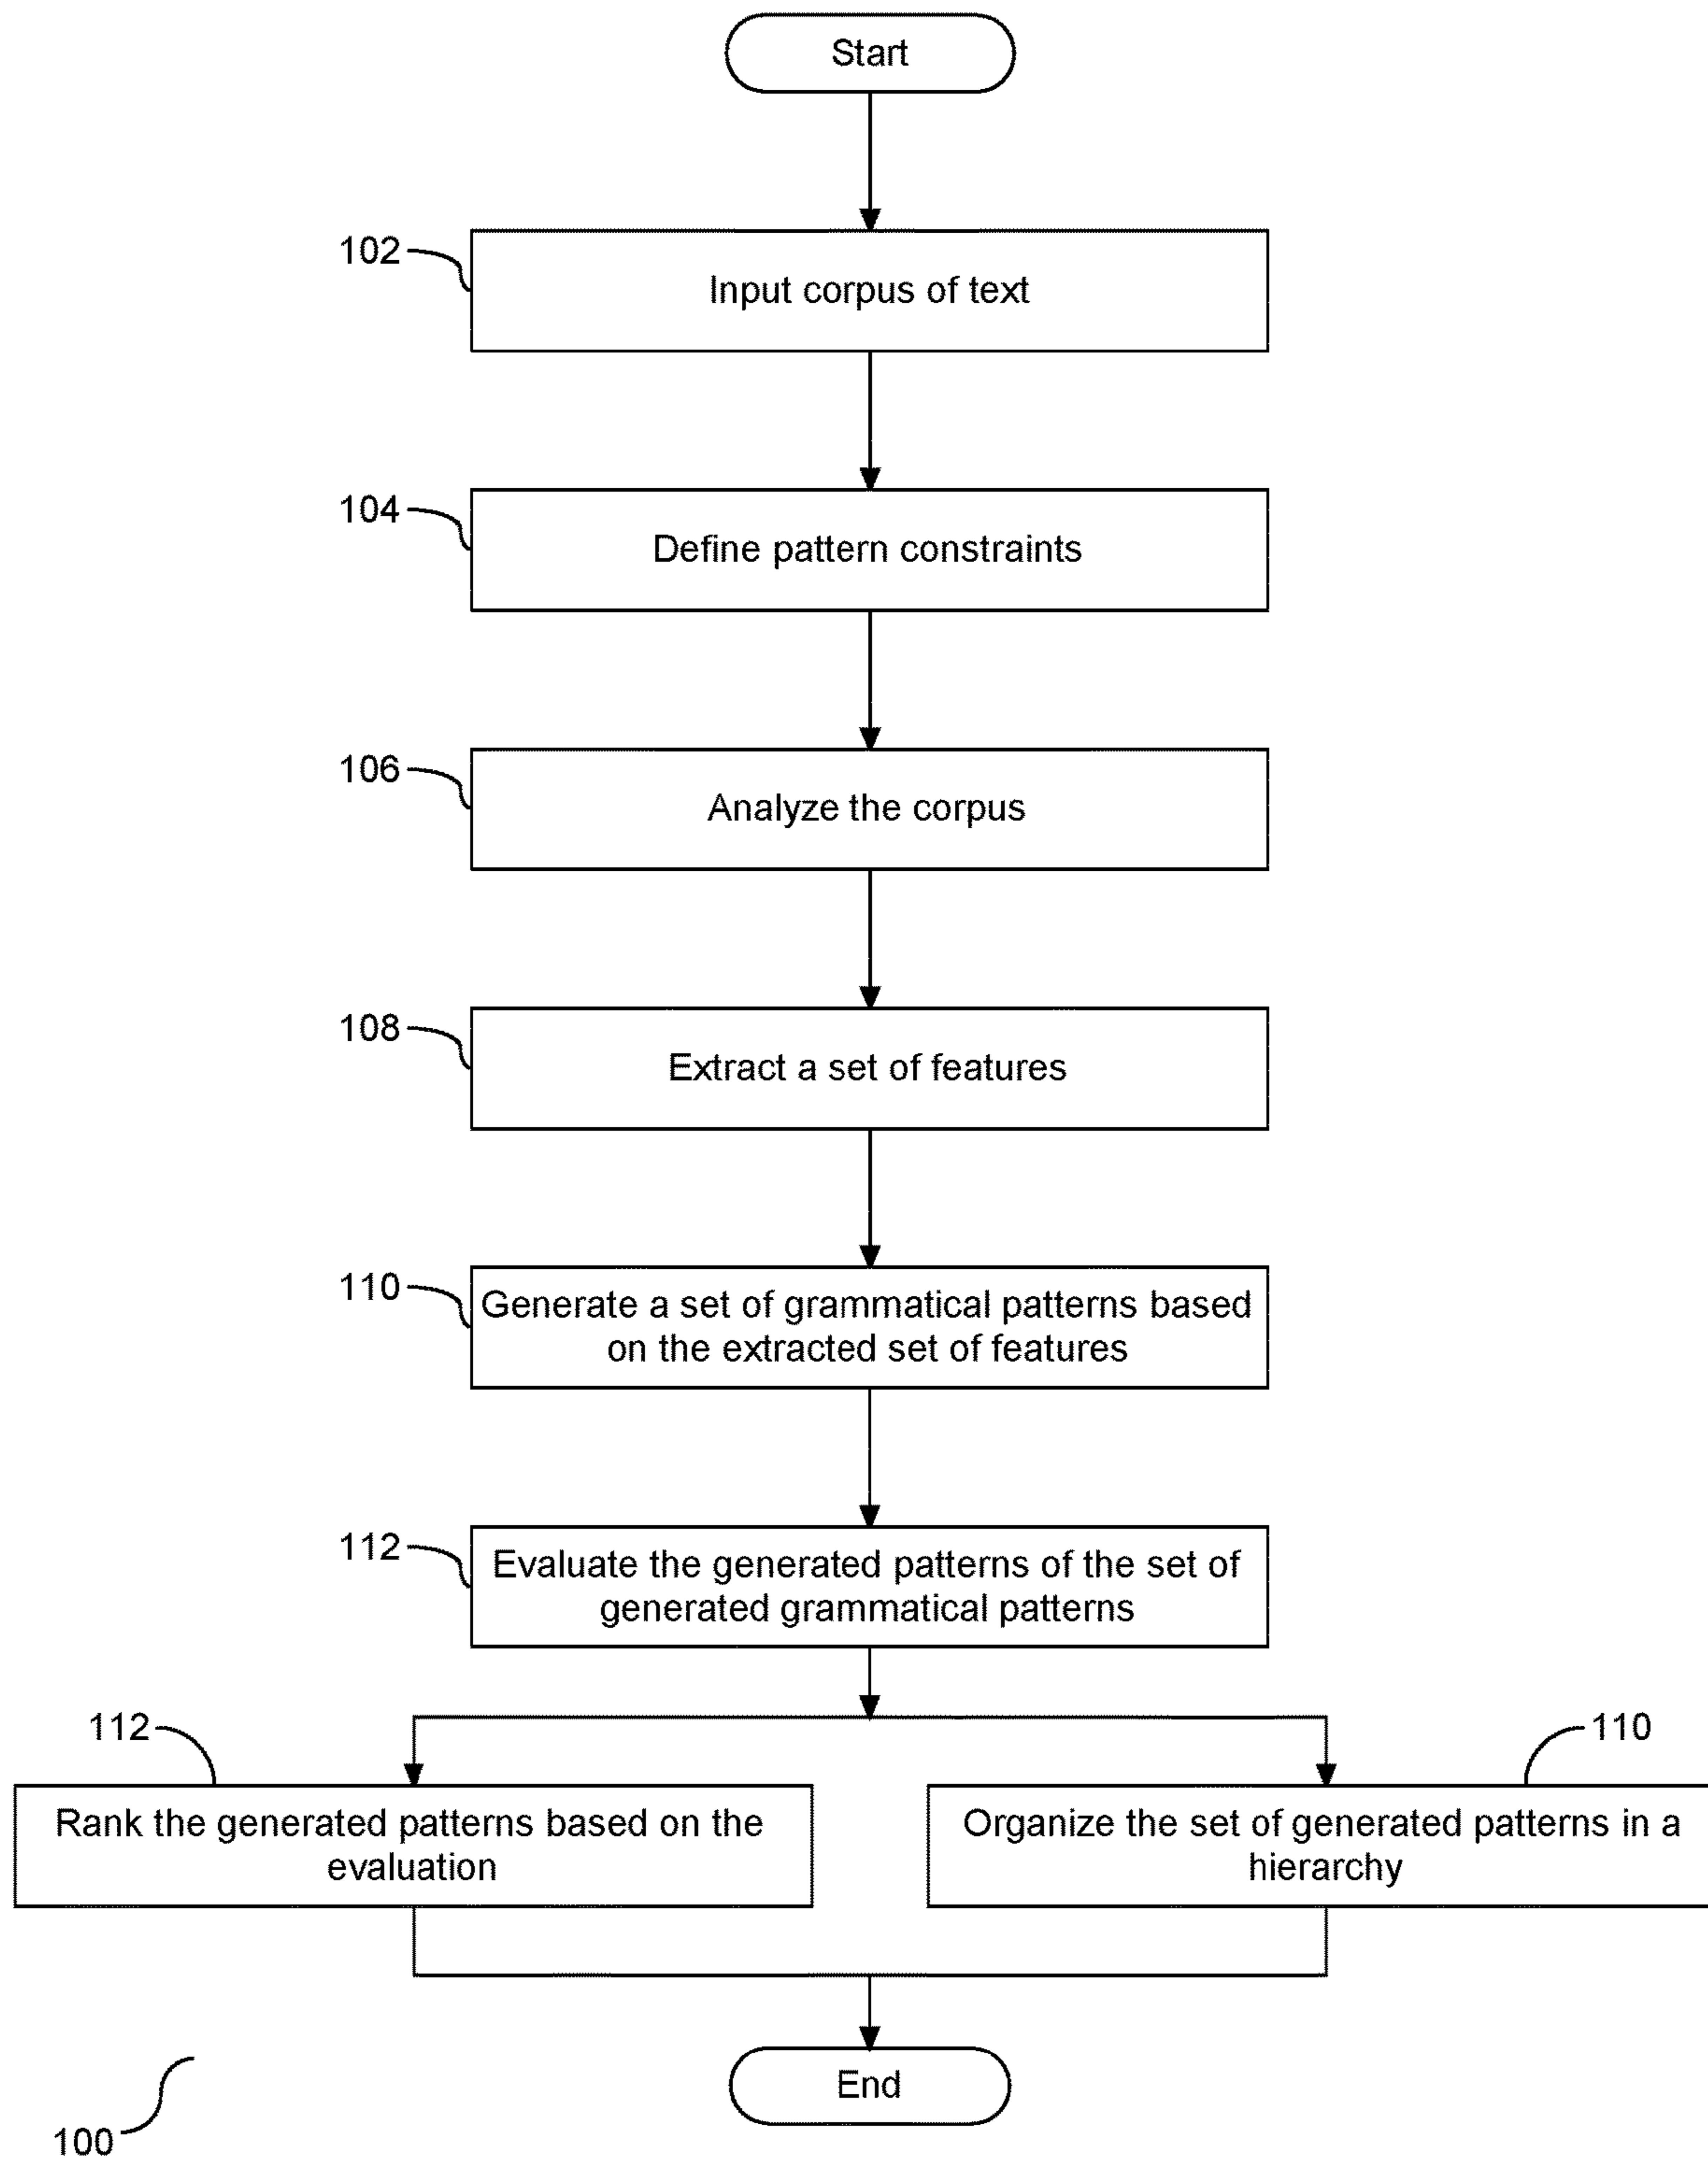 Start
102
Input corpus of text
104
Define pattern constraints
106
Analyze the corpus
108
Extract a set of features
110
Generate a set of grammatical patterns based
on the extracted set of features
112
Evaluate the generated patterns of the set of
generated grammatical patterns
112
Rank the generated patterns based on the
evaluation
110
Organize the set of generated patterns in a
hierarchy
End
100